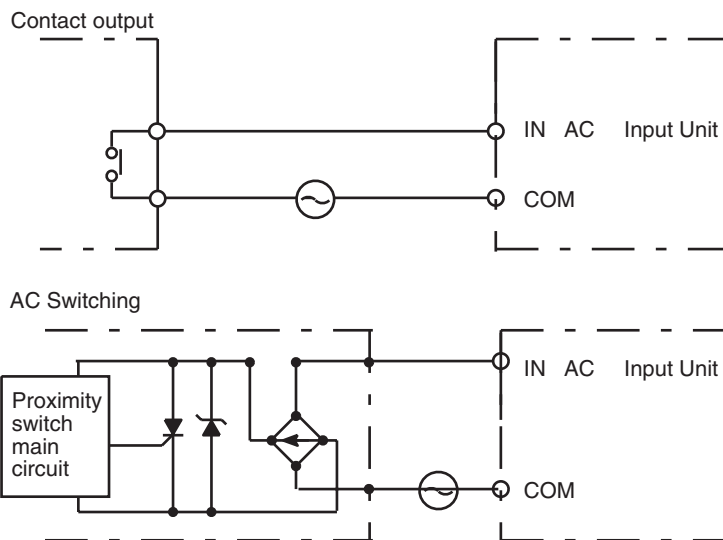 Contact output
IN AC Input Unit
COM
AC Switching
IN AC Input Unit
Proximity
switch
main
circuit
COM